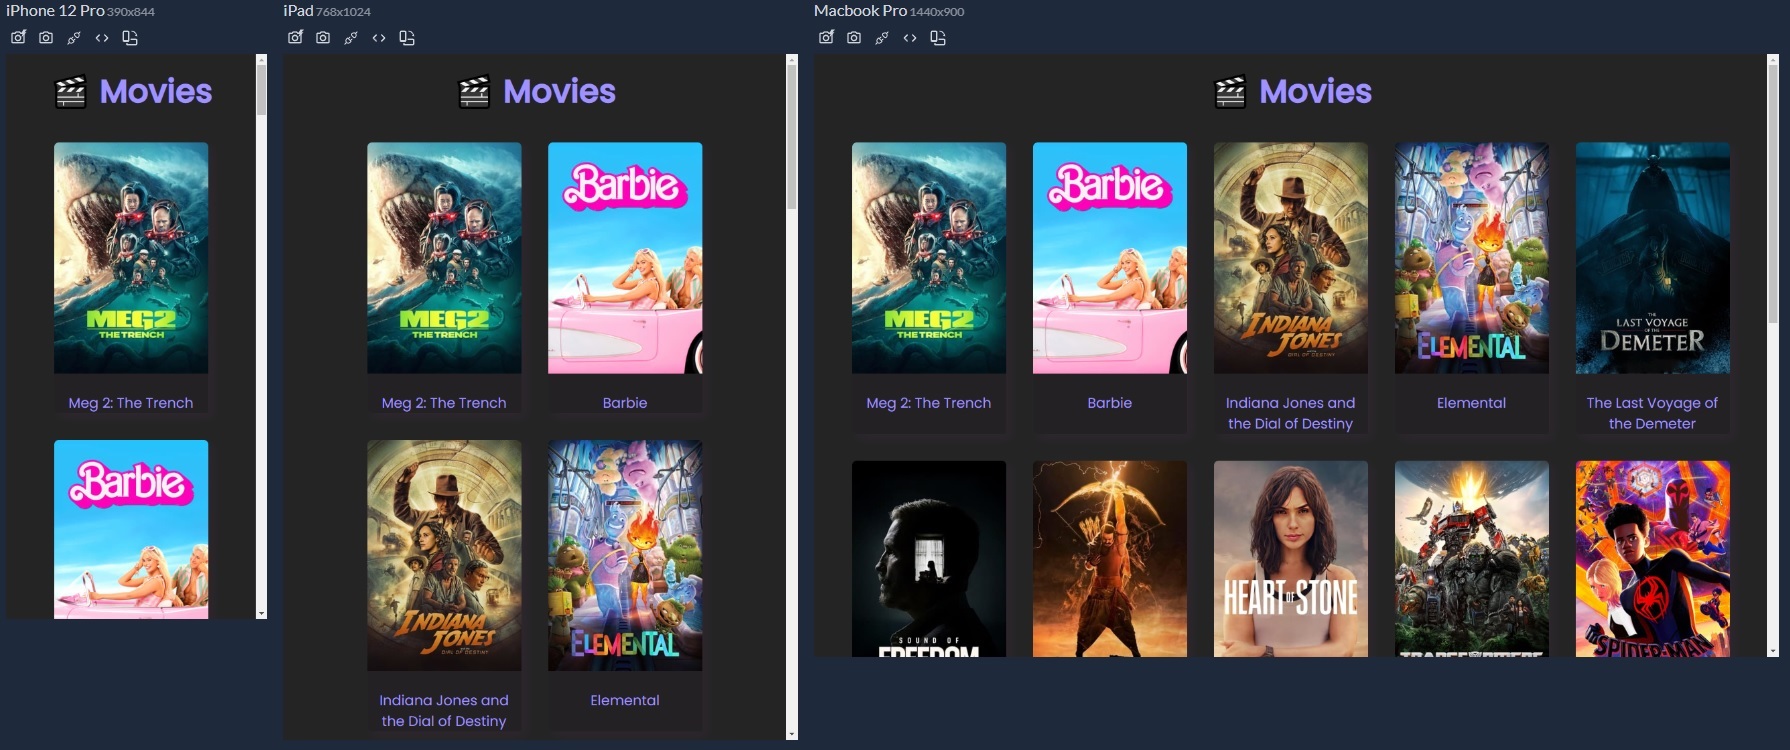 iPhone 12 Pro 390x844
🎬 Movies
MEG2
THE TRENCH
Meg 2: The Trench
Barbie
iPad 768x1024
🎬 Movies
MEG2
THE TRENCH
Barbie
Meg 2: The Trench
Barbie
INDIANA
JONES
AND THE
DIAL OF DESTINY
ELEMENTAL
Indiana Jones and
the Dial of Destiny
Elemental
Macbook Pro 1440x900
🎬 Movies
MEG2
THE TRENCH
Barbie
INDIANA
JONES
AND THE
DIAL OF DESTINY
ELEMENTAL
THE
LAST VOYAGE
OF THE
DEMETER
Meg 2: The Trench
Barbie
Indiana Jones and
the Dial of Destiny
Elemental
The Last Voyage of
the Demeter
SOUND OF
FREEDOM
HEART OF STONE
TRANSFORMERS
SPIDER-MAN